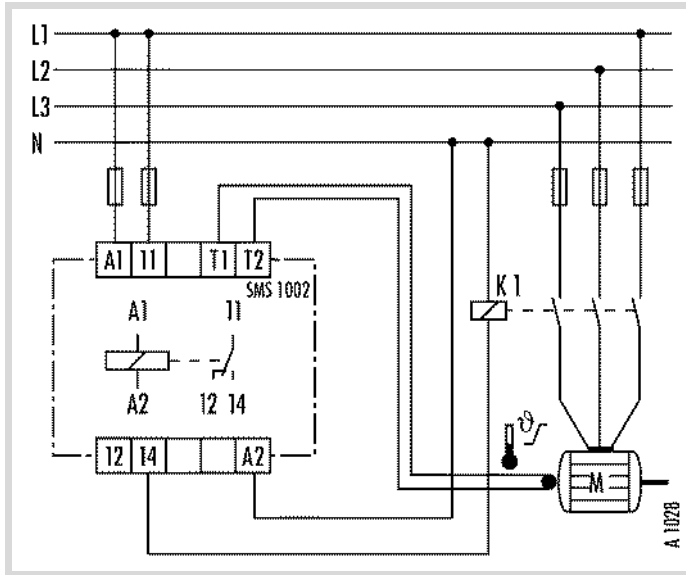 L1
L2
L3
N
A1 11 T1 T2
SMS 1002
K1
A1 11
A2 12 14
ϑ
12 14 A2
M
A 1028